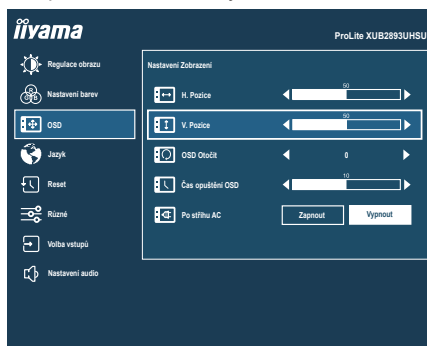 iiyama
ProLite XUB2893UHSU
Regulace obrazu
Nastavení barev
OSD
Jazyk
Reset
Různé
Volba vstupů
Nastavení audio
Nastavení Zobrazení
H. Pozice 50
V. Pozice 50
OSD Otočit 0
Čas opuštění OSD 10
Po střihu AC Zapnout Vypnout